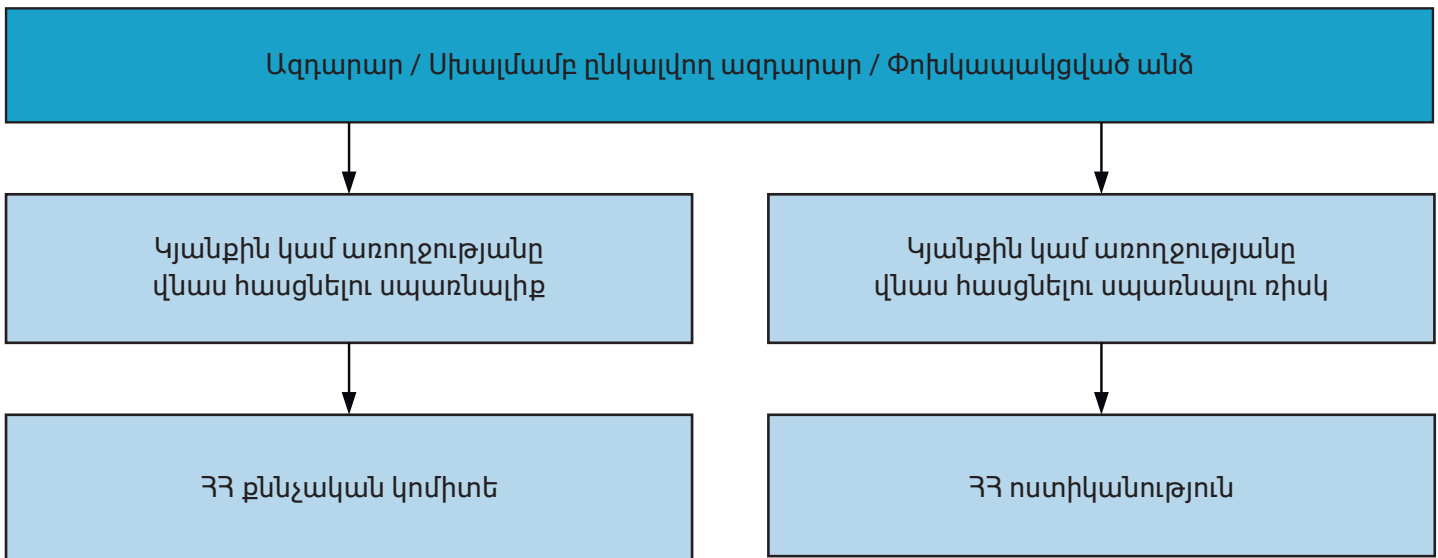 Ազդարար / Սխալմամբ ընկալվող ազդարար / Փոխկապակցված անձ
Կյանքին կամ առողջությանը
վնաս հասցնելու սպառնալիք
Կյանքին կամ առողջությանը
վնաս հասցնելու սպառնալու ռիսկ
ՀՀ քննչական կոմիտե
ՀՀ ոստիկանություն